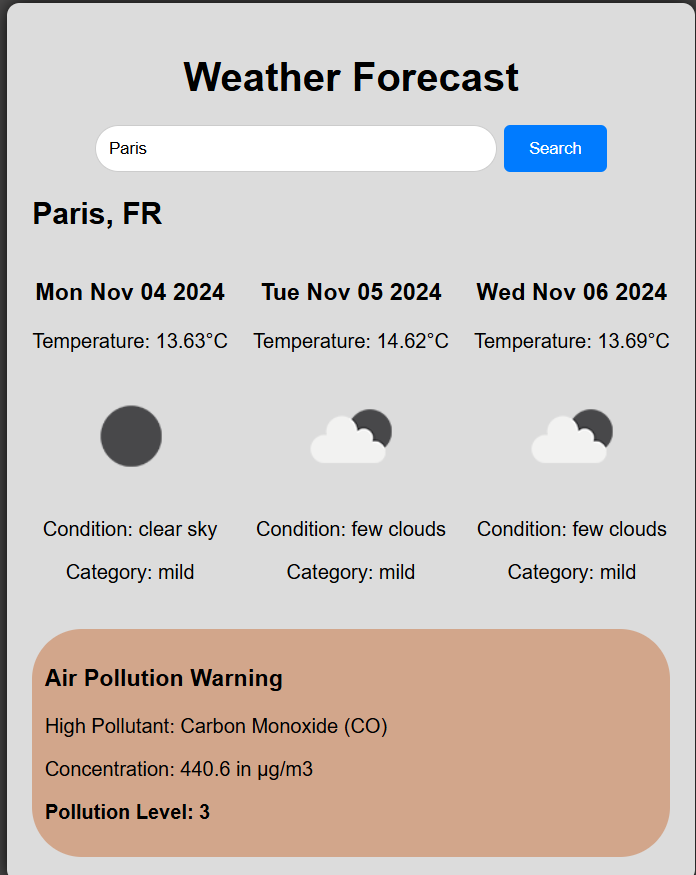 Weather Forecast
Paris
Search
Paris, FR
Mon Nov 04 2024
Temperature: 13.63°C
Condition: clear sky
Category: mild
Tue Nov 05 2024
Temperature: 14.62°C
Condition: few clouds
Category: mild
Wed Nov 06 2024
Temperature: 13.69°C
Condition: few clouds
Category: mild
Air Pollution Warning
High Pollutant: Carbon Monoxide (CO)
Concentration: 440.6 in µg/m3
Pollution Level: 3